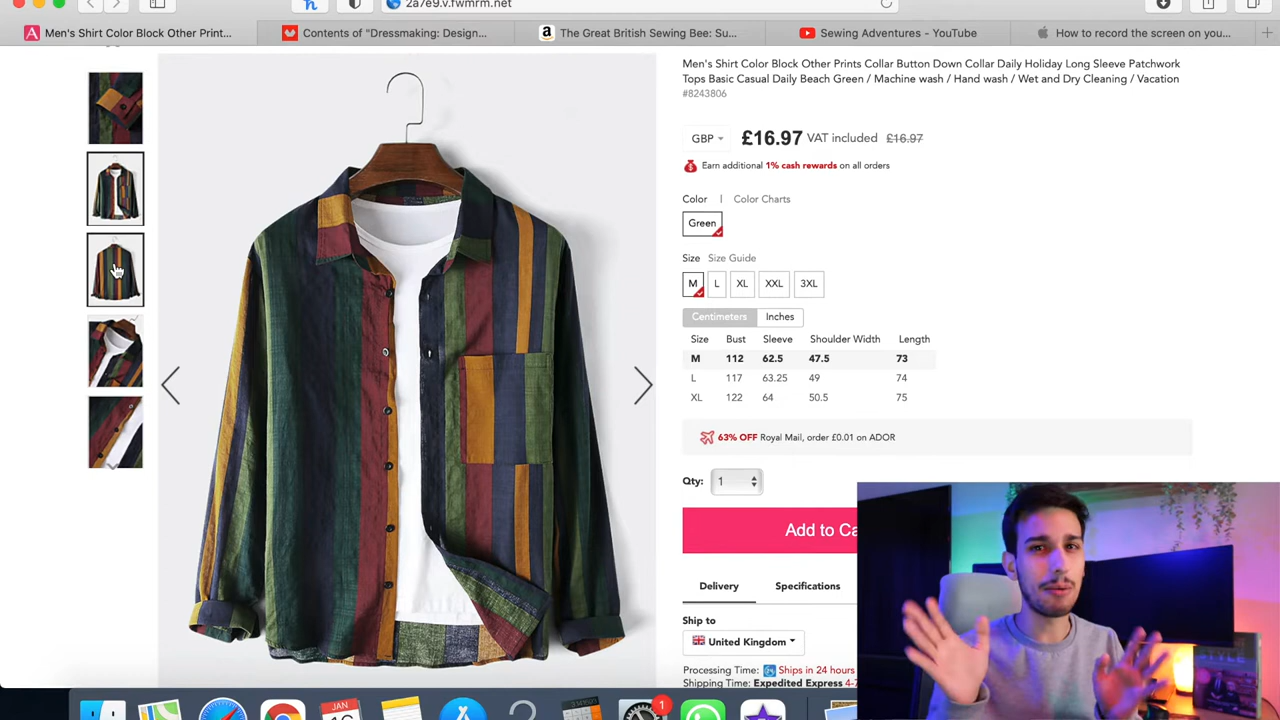 2a7e9.v.fwmrm.net
Men's Shirt Color Block Other Print...
Contents of "Dressmaking: Design...
a
The Great British Sewing Bee: Su...
Sewing Adventures - YouTube
How to record the screen on you...
Men's Shirt Color Block Other Prints Collar Button Down Collar Daily Holiday Long Sleeve Patchwork
Tops Basic Casual Daily Beach Green / Machine wash / Hand wash / Wet and Dry Cleaning / Vacation
#8243806
GBP
£16.97 VAT included £16.97
Earn additional 1% cash rewards on all orders
Color | Color Charts
Green
Size Size Guide
M L XL XXL 3XL
Centimeters Inches
Size Bust Sleeve Shoulder Width Length
M 112 62.5 47.5 73
L 117 63.25 49 74
XL 122 64 50.5 75
63% OFF Royal Mail, order £0.01 on ADOR
Qty: 1
Add to Ca
Delivery Specifications
Ship to
United Kingdom
Processing Time: Ships in 24 hours
Shipping Time: Expedited Express 4-7
JAN
1